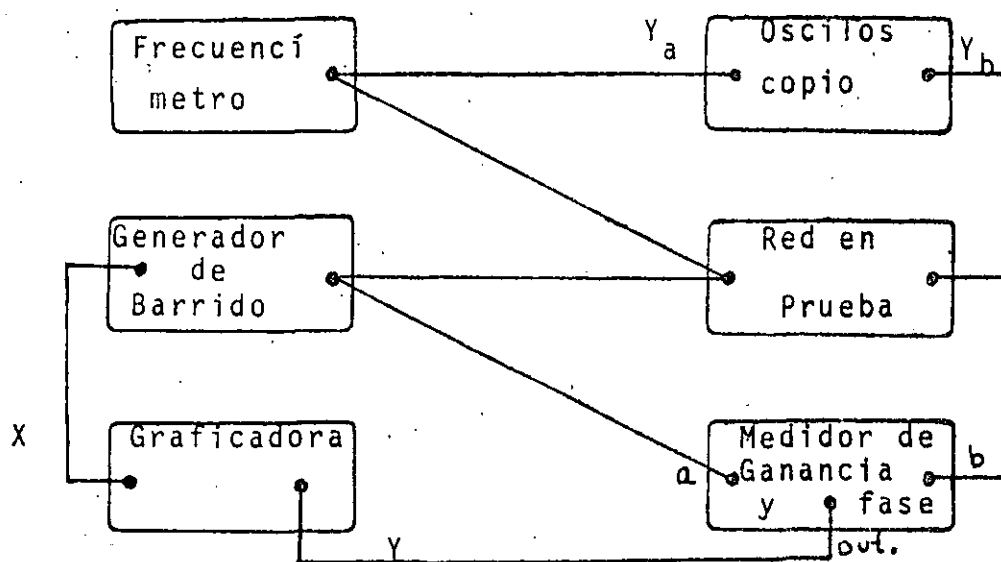 Frecuencí
metro
Y a
Oscilos
copio
Y b
Generador
de
Barrido
Red en
Prueba
X
Graficadora
Y
a
Medidor de
Ganancia
y fase
b
out.